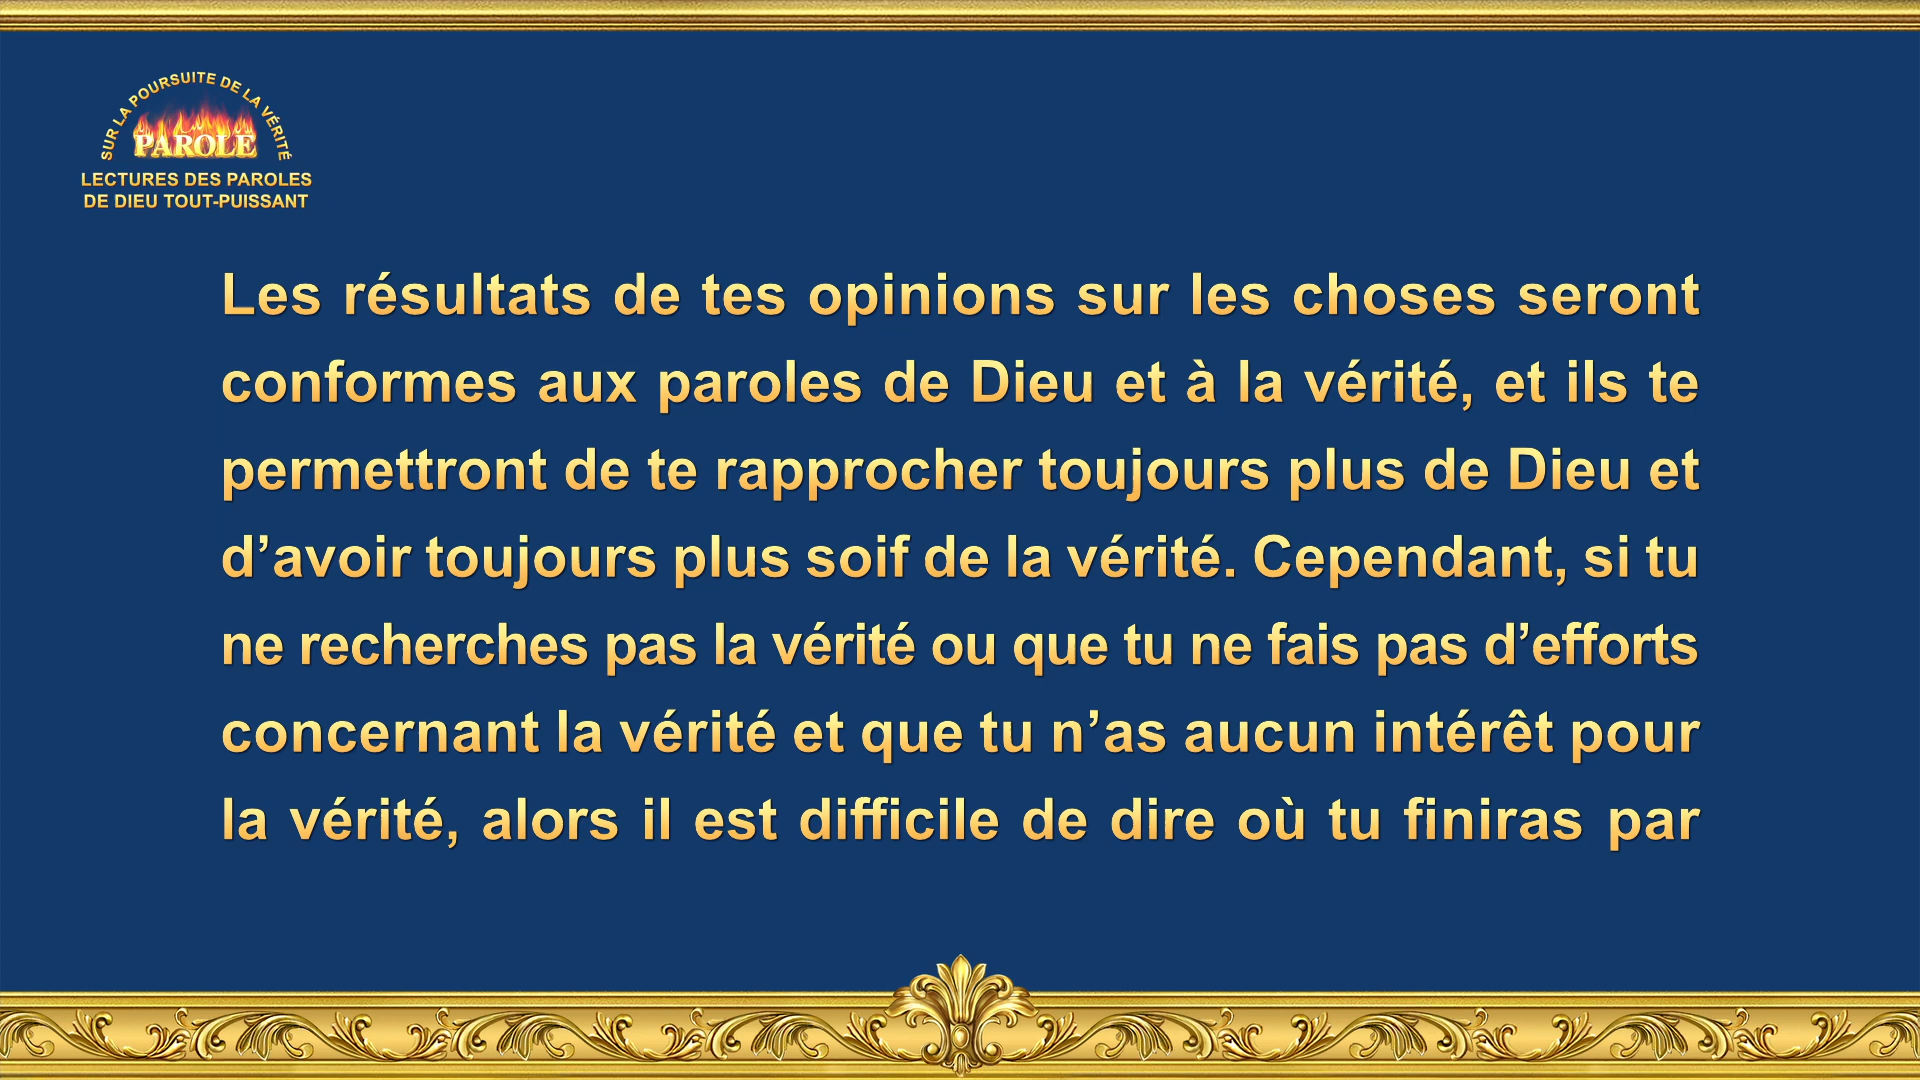 SUR LA POURSUITE DE LA VÉRITÉ
PAROLE
LECTURES DES PAROLES
DE DIEU TOUT-PUISSANT
Les résultats de tes opinions sur les choses seront
conformes aux paroles de Dieu et à la vérité, et ils te
permettront de te rapprocher toujours plus de Dieu et
d’avoir toujours plus soif de la vérité. Cependant, si tu
ne recherches pas la vérité ou que tu ne fais pas d’efforts
concernant la vérité et que tu n’as aucun intérêt pour
la vérité, alors il est difficile de dire où tu finiras par